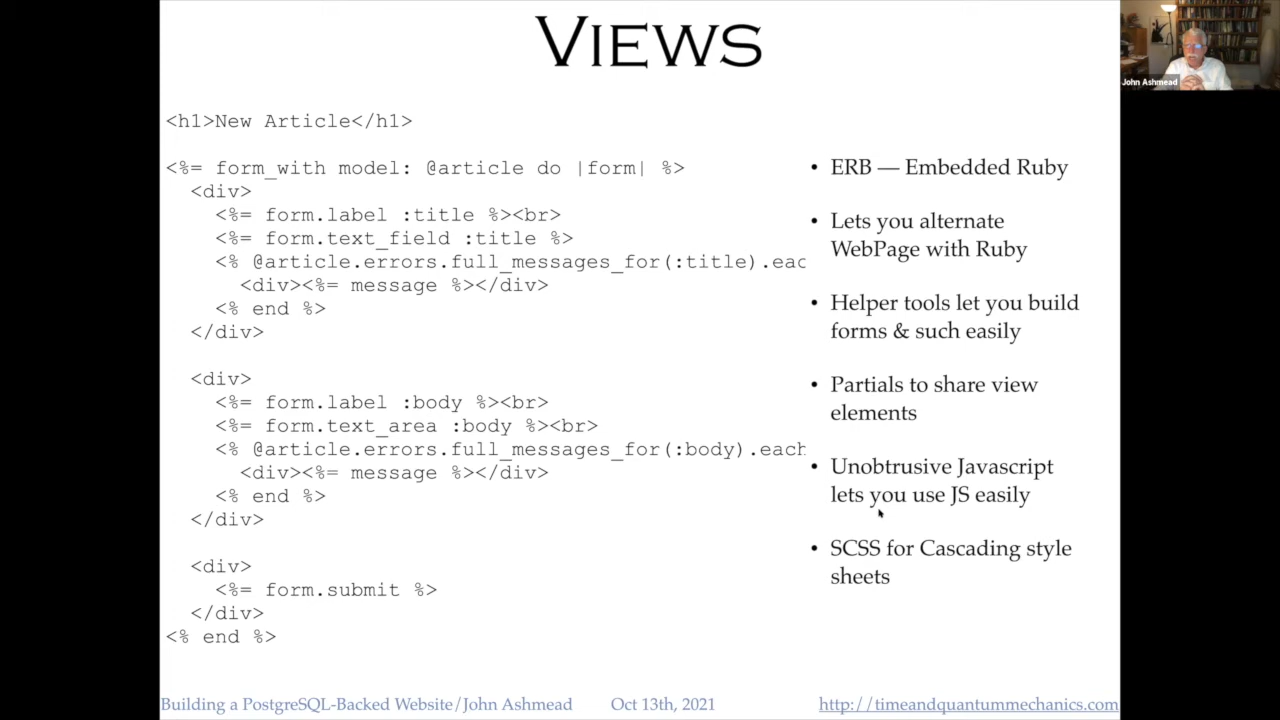 VIEWS
John Ashmead
<h1>New Article</h1>
<%= form_with model: @article do |form| %>
<div>
<%= form.label :title %><br>
<%= form.text_field :title %>
<% @article.errors.full_messages_for(:title).eac
<div><%= message %></div>
<% end %>
</div>
<div>
<%= form.label :body %><br>
<%= form.text_area :body %><br>
<% @article.errors.full_messages_for(:body).each
<div><%= message %></div>
<% end %>
</div>
<div>
<%= form.submit %>
</div>
<% end %>
• ERB — Embedded Ruby
• Lets you alternate
WebPage with Ruby
• Helper tools let you build
forms & such easily
• Partials to share view
elements
• Unobtrusive Javascript
lets you use JS easily
• SCSS for Cascading style
sheets
Building a PostgreSQL-Backed Website/John Ashmead Oct 13th, 2021 http://timeandquantummechanics.com